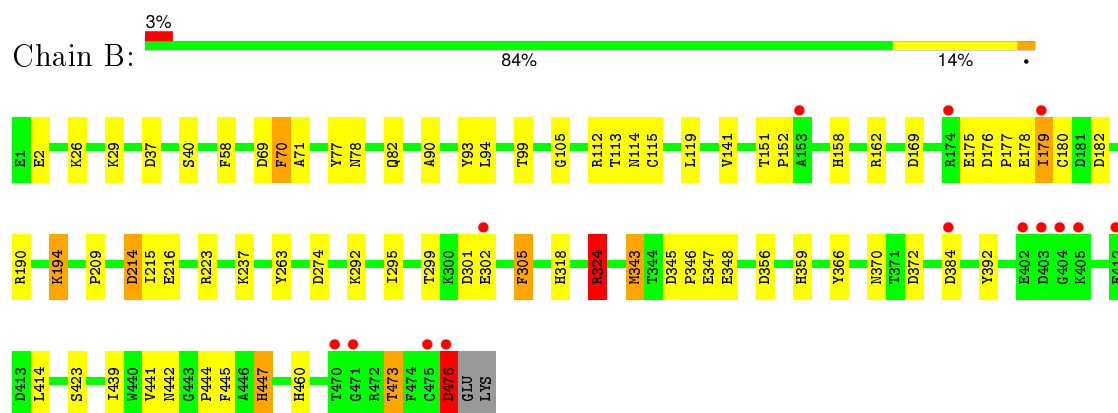 3%
Chain B:
84%
14%
•
E1 E2 K26 K29 D37 S40 F58 D69 F70 A71 Y77 N78 Q82 A90 Y93 L94 T99 G105 R112 T113 N114 C115 L119 V141 T151 P152 A153 H158 R162 D169 R174 E175 D176 P177 E178 I179 C180 D181 D182
R190 K194 P209 D214 I215 E216 R223 K237 Y263 D274 K292 I295 T299 K300 D301 E302 F305 H318 R324 M343 T344 D345 P346 E347 E348 D356 H359 Y366 N370 T371 D372 D384 Y392 E402 D403 G404 K405
D413 L414 S423 I439 W440 V441 N442 G443 P444 F445 A446 H447 H460 T470 G471 R472 T473 F474 C475 D476 GLU LYS